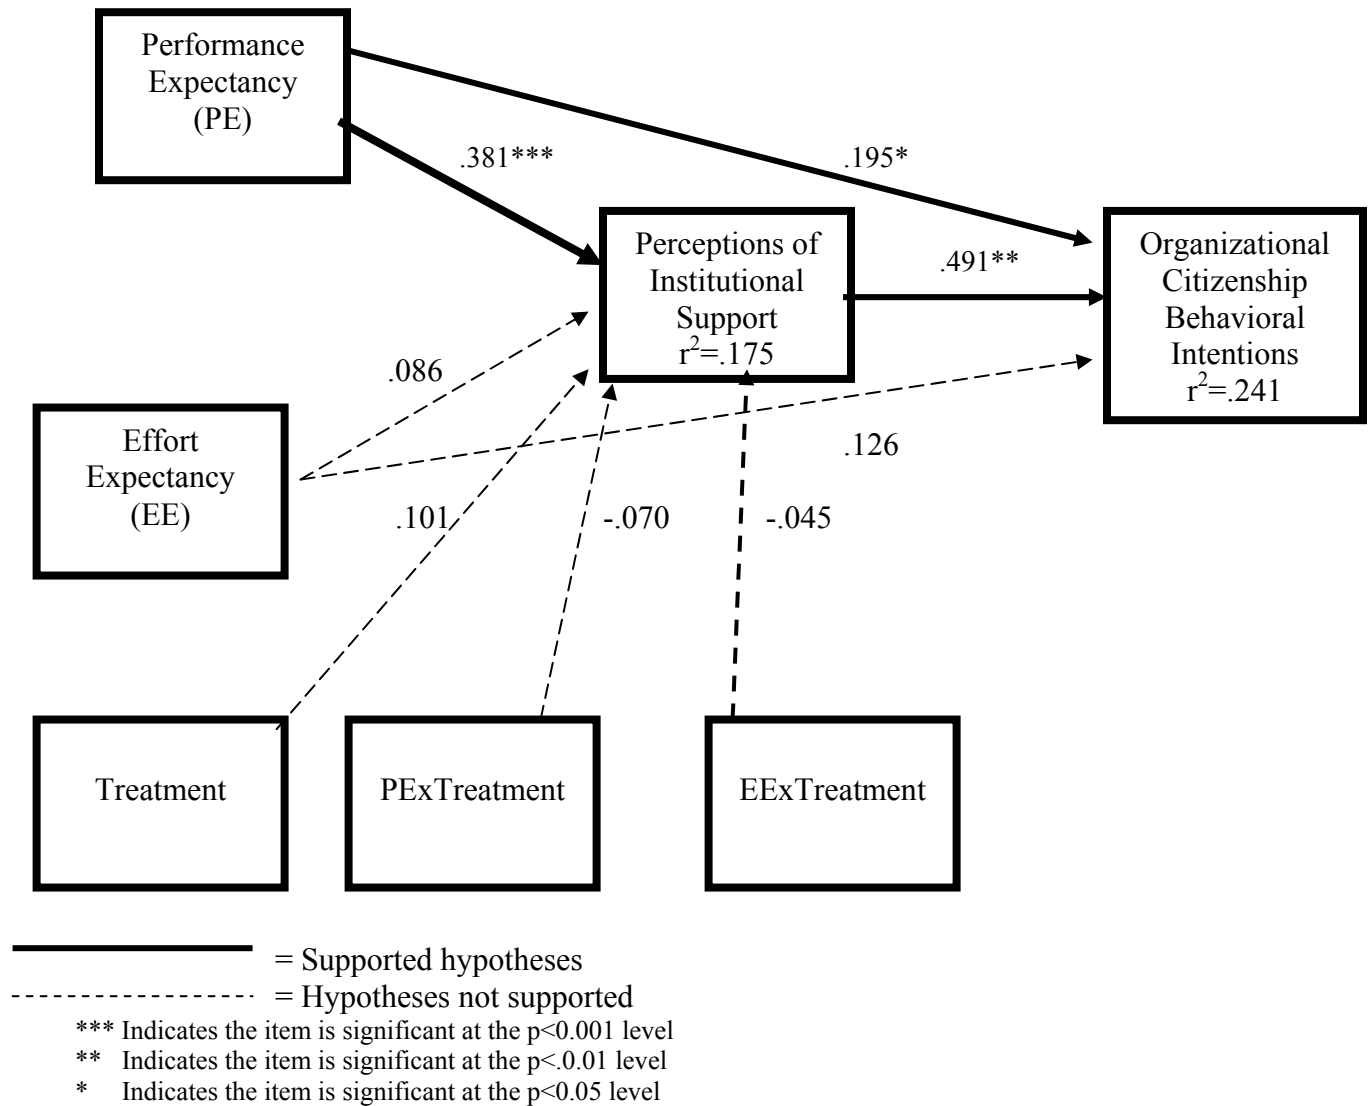 Performance
Expectancy
(PE)
.381***
.195*
Perceptions of
Institutional
Support
r²=.175
.491**
Organizational
Citizenship
Behavioral
Intentions
r²=.241
.086
.126
Effort
Expectancy
(EE)
.101
-.070
-.045
Treatment
PExTreatment
EExTreatment
= Supported hypotheses
= Hypotheses not supported
*** Indicates the item is significant at the p<0.001 level
** Indicates the item is significant at the p<.0.01 level
* Indicates the item is significant at the p<0.05 level